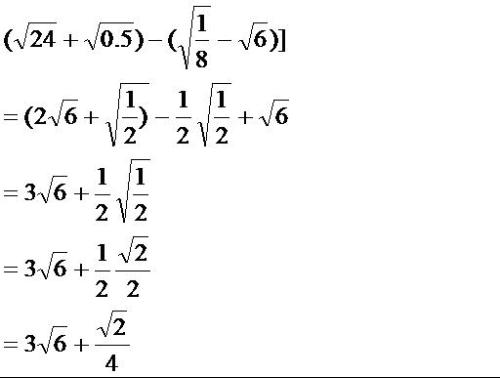 (√24 + √0.5) − (√(1/8) − √6)]
= (2√6 + √(1/2)) − 1/2 √(1/2) + √6
= 3√6 + 1/2 √(1/2)
= 3√6 + 1/2 √2/2
= 3√6 + √2/4